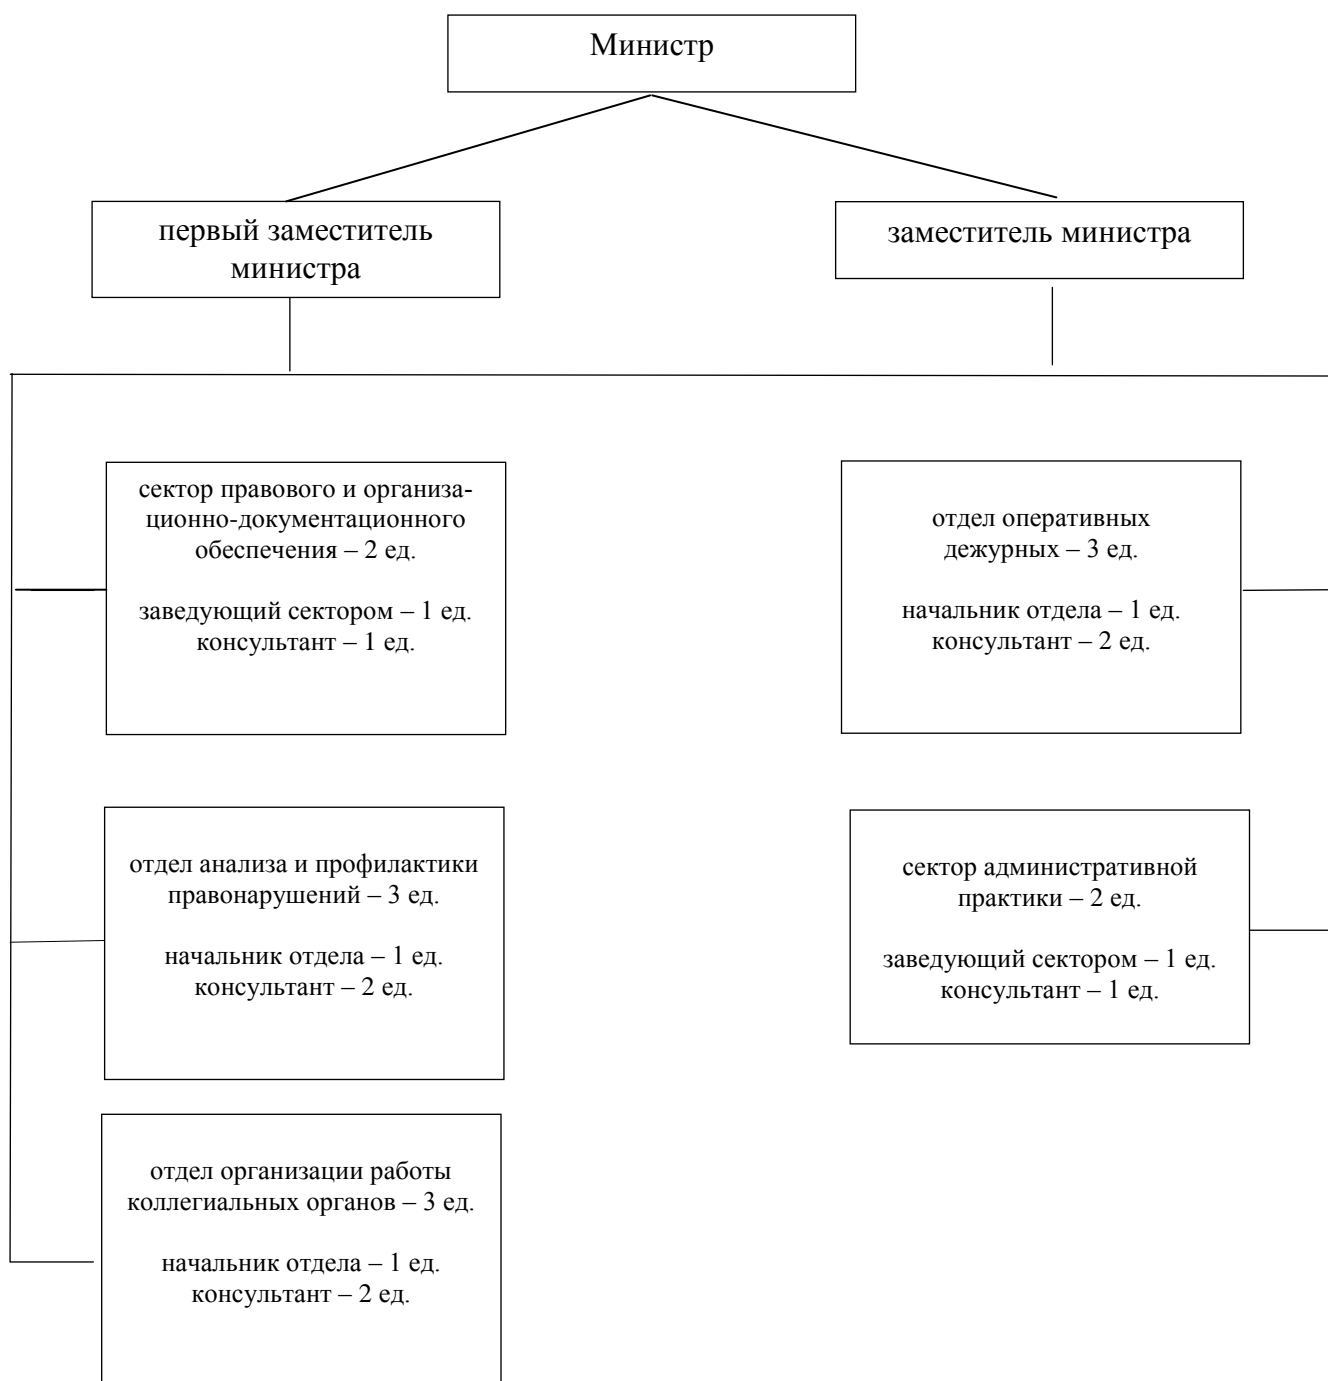 Министр
первый заместитель
министра
заместитель министра
сектор правового и организа-
ционно-документационного
обеспечения – 2 ед.
заведующий сектором – 1 ед.
консультант – 1 ед.
отдел оперативных
дежурных – 3 ед.
начальник отдела – 1 ед.
консультант – 2 ед.
отдел анализа и профилактики
правонарушений – 3 ед.
начальник отдела – 1 ед.
консультант – 2 ед.
сектор административной
практики – 2 ед.
заведующий сектором – 1 ед.
консультант – 1 ед.
отдел организации работы
коллегиальных органов – 3 ед.
начальник отдела – 1 ед.
консультант – 2 ед.